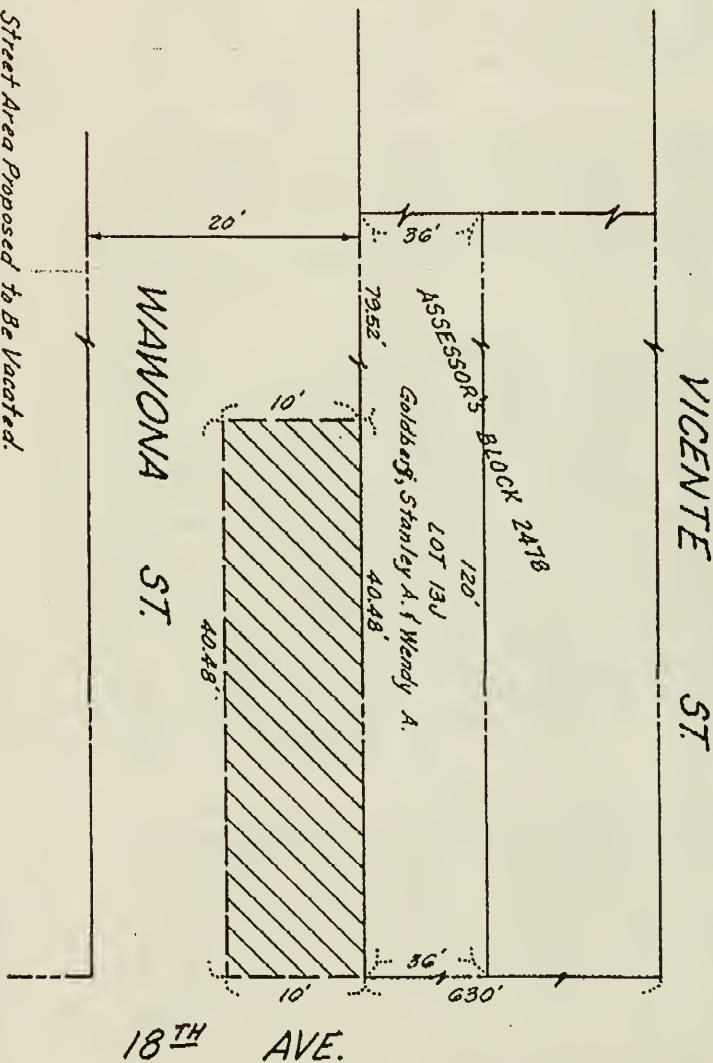 VICENTE ST.
ASSESSOR'S BLOCK 2478
120'
LOT 13J
Goldberg, Stanley A. & Wendy A.
36'
79.52'
40.48'
20'
10'
40.48'
WAWONA ST.
36'
10'
630'
18TH AVE.
Street Area Proposed to Be Vacated.